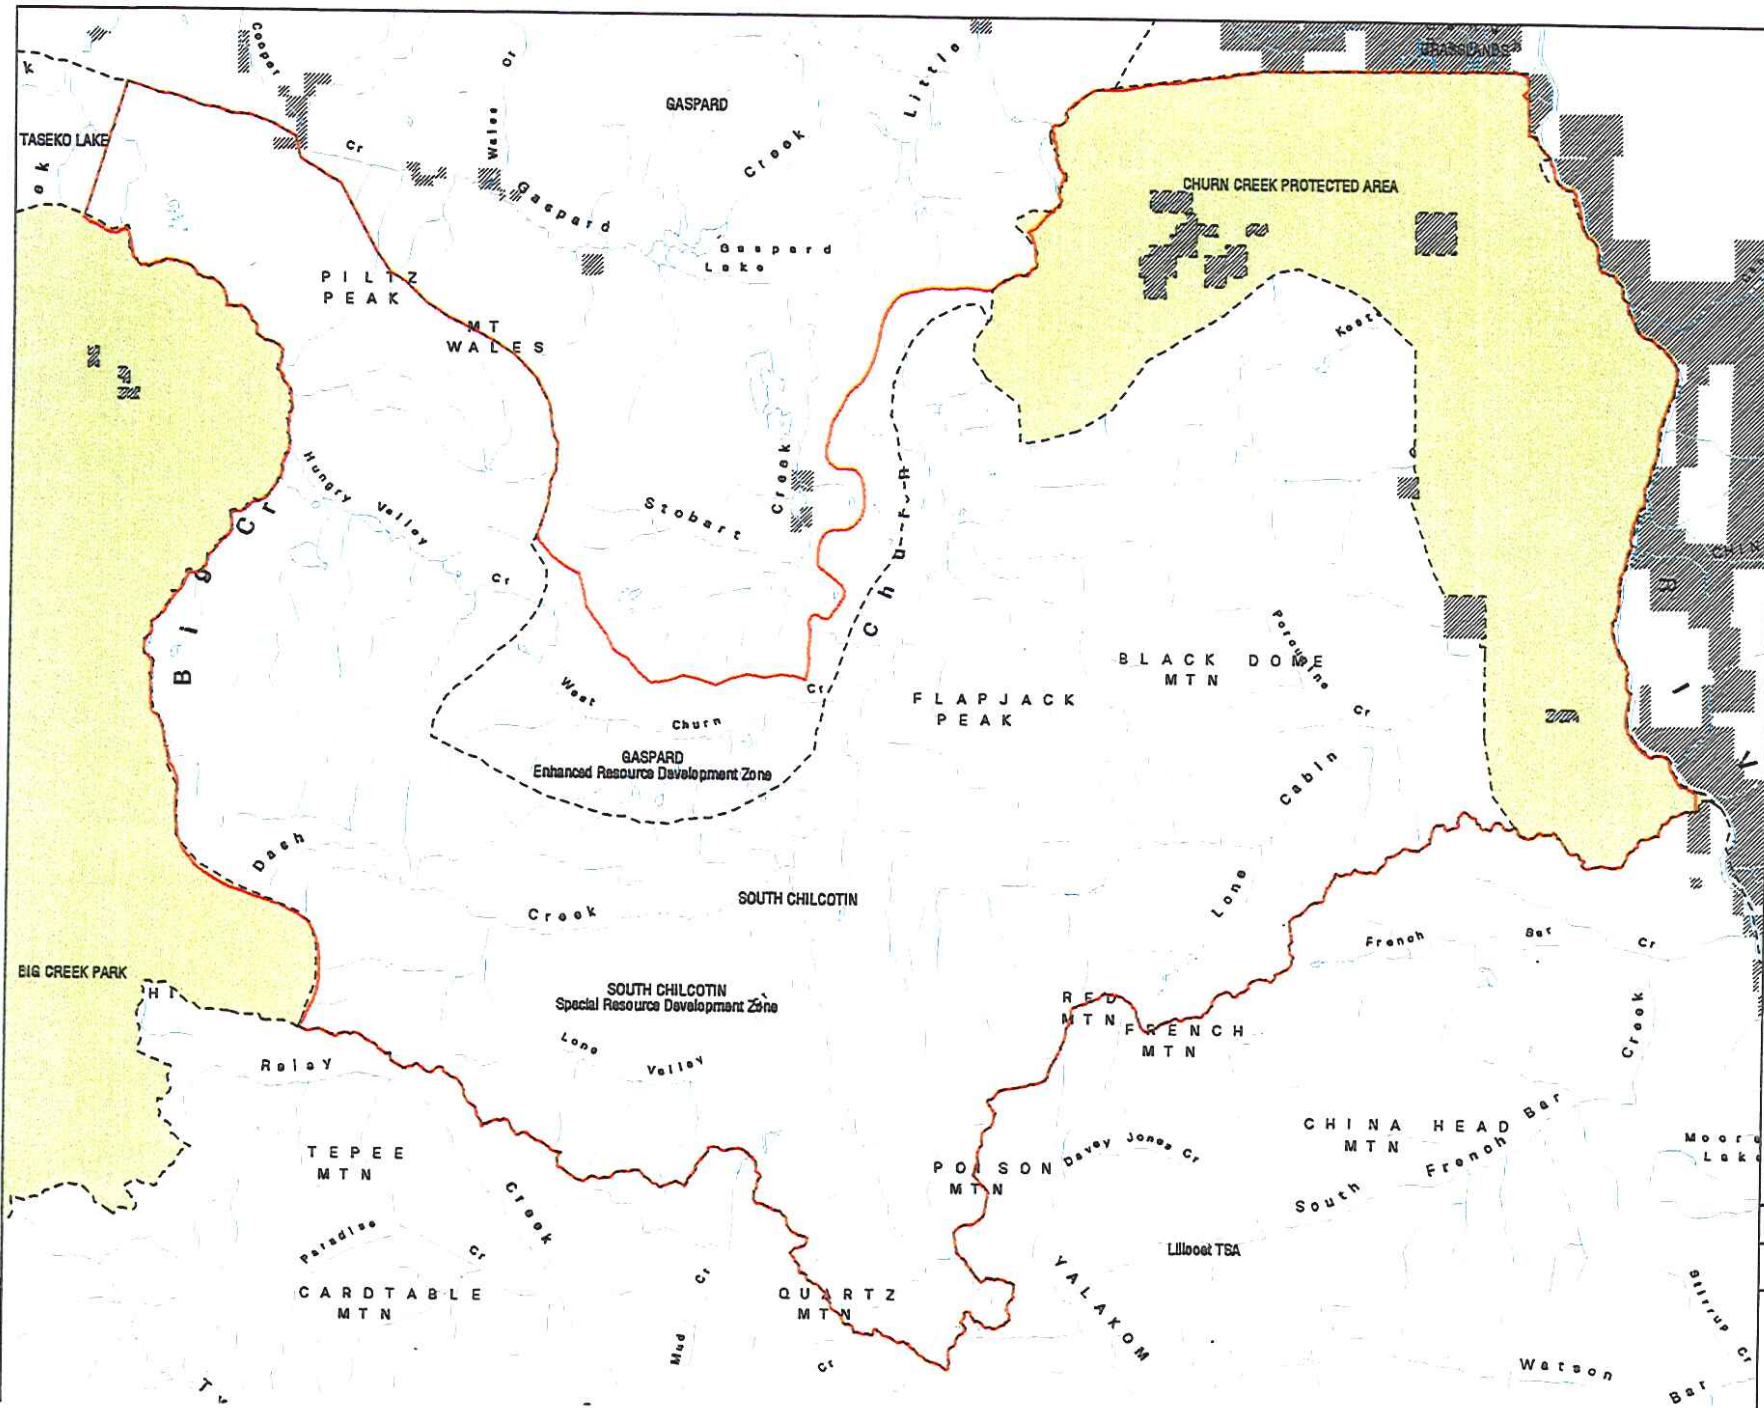 GRASSLANDS
Cooper
Cr
Wales
Cr
GASPARD
Little
Creek
TASEKO LAKE
Gaspard
Gaspard
Lake
CHURN CREEK PROTECTED AREA
PILTZ
PEAK
MT
WALES
Hungry Valley
Cr
Stobart
Creek
Churn
Big Cr
West
Churn
Cr
GASPARD
Enhanced Resource Development Zone
FLAPJACK
PEAK
BLACK DOME
MTN
Porcupine
Cr
Lone
Cabin
Dash
Creek
SOUTH CHILCOTIN
SOUTH CHILCOTIN
Special Resource Development Zone
Lone
Valley
BIG CREEK PARK
Relay
Creek
TEPEE
MTN
Paradise
Cr
CARDTABLE
MTN
Mud
Cr
QUARTZ
MTN
Cr
RED
MTN
FRENCH
MTN
French
Bar
Cr
Creek
POISON
MTN
Davey Jones Cr
CHINA HEAD
MTN
South
French
Bar
Lillooet TSA
YALAKOM
Stirrup
Cr
Watson
Bar